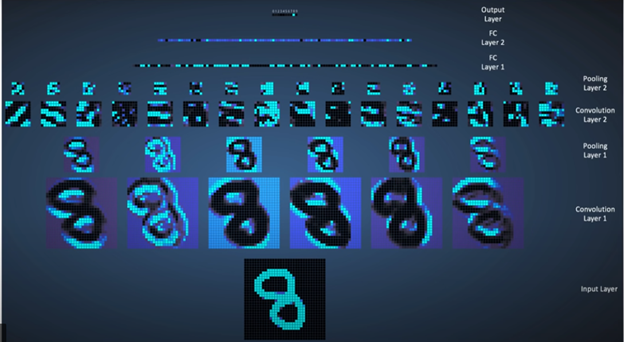 0123456789
Output
Layer
FC
Layer 2
FC
Layer 1
Pooling
Layer 2
Convolution
Layer 2
Pooling
Layer 1
Convolution
Layer 1
Input Layer